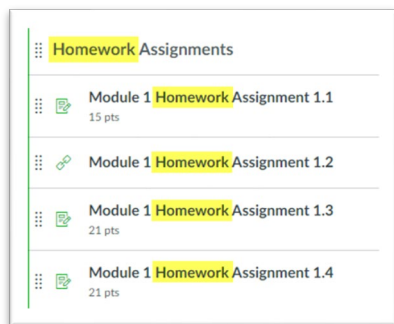 Homework Assignments
Module 1 Homework Assignment 1.1
15 pts
Module 1 Homework Assignment 1.2
Module 1 Homework Assignment 1.3
21 pts
Module 1 Homework Assignment 1.4
21 pts